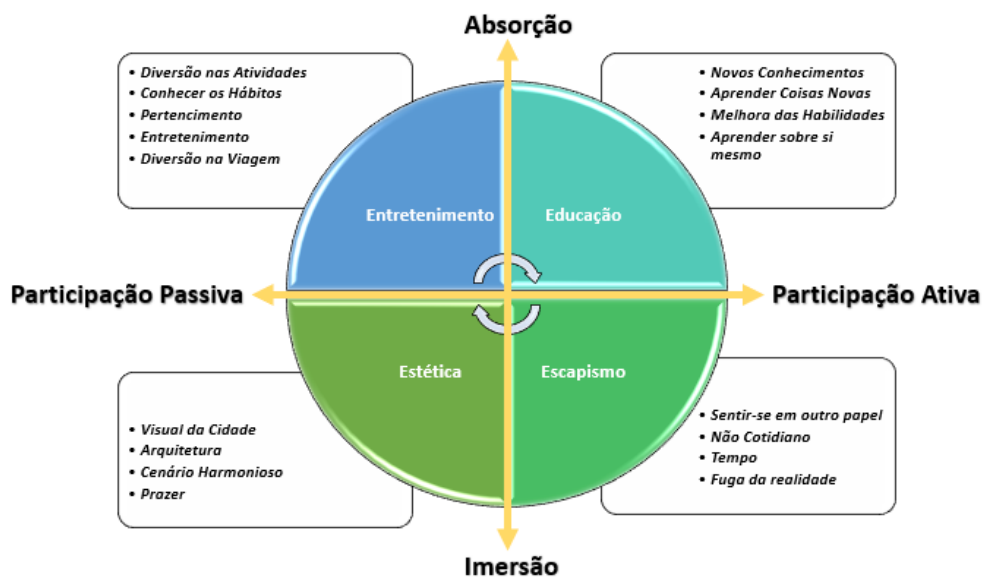 Absorção
• Diversão nas Atividades
• Conhecer os Hábitos
• Pertencimento
• Entretenimento
• Diversão na Viagem
• Novos Conhecimentos
• Aprender Coisas Novas
• Melhora das Habilidades
• Aprender sobre si
mesmo
Entretenimento
Educação
Participação Passiva
Participação Ativa
Estética
Escapismo
• Visual da Cidade
• Arquitetura
• Cenário Harmonioso
• Prazer
• Sentir-se em outro papel
• Não Cotidiano
• Tempo
• Fuga da realidade
Imersão